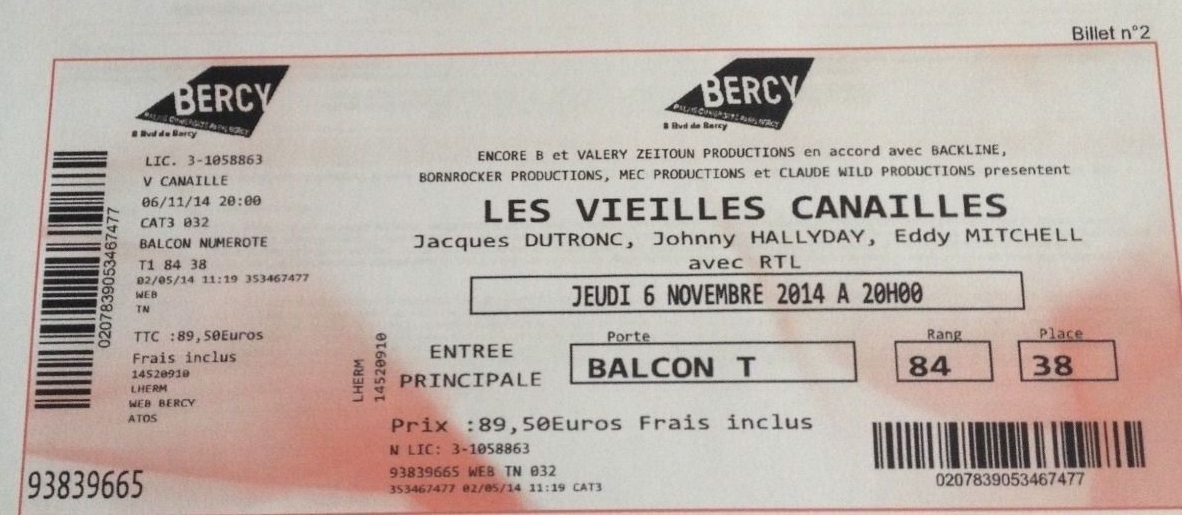 Billet n°2
BERCY
8 Bvd de Bercy
LIC. 3-1058863
V CANAILLE
06/11/14 20:00
CAT3 032
BALCON NUMEROTE
T1 84 38
02/05/14 11:19 353467477
WEB
TN
TTC :89,50Euros
Frais inclus
14520910
LHERM
WEB BERCY
ATOS
0207839053467477
93839665
LHERM
14520910
BERCY
8 Bvd de Bercy
ENCORE B et VALERY ZEITOUN PRODUCTIONS en accord avec BACKLINE,
BORNROCKER PRODUCTIONS, MEC PRODUCTIONS et CLAUDE WILD PRODUCTIONS presentent
LES VIEILLES CANAILLES
Jacques DUTRONC, Johnny HALLYDAY, Eddy MITCHELL
avec RTL
JEUDI 6 NOVEMBRE 2014 A 20H00
ENTREE
PRINCIPALE
Porte
BALCON T
Rang
84
Place
38
Prix :89,50Euros Frais inclus
N LIC: 3-1058863
93839665 WEB TN 032
353467477 02/05/14 11:19 CAT3
0207839053467477